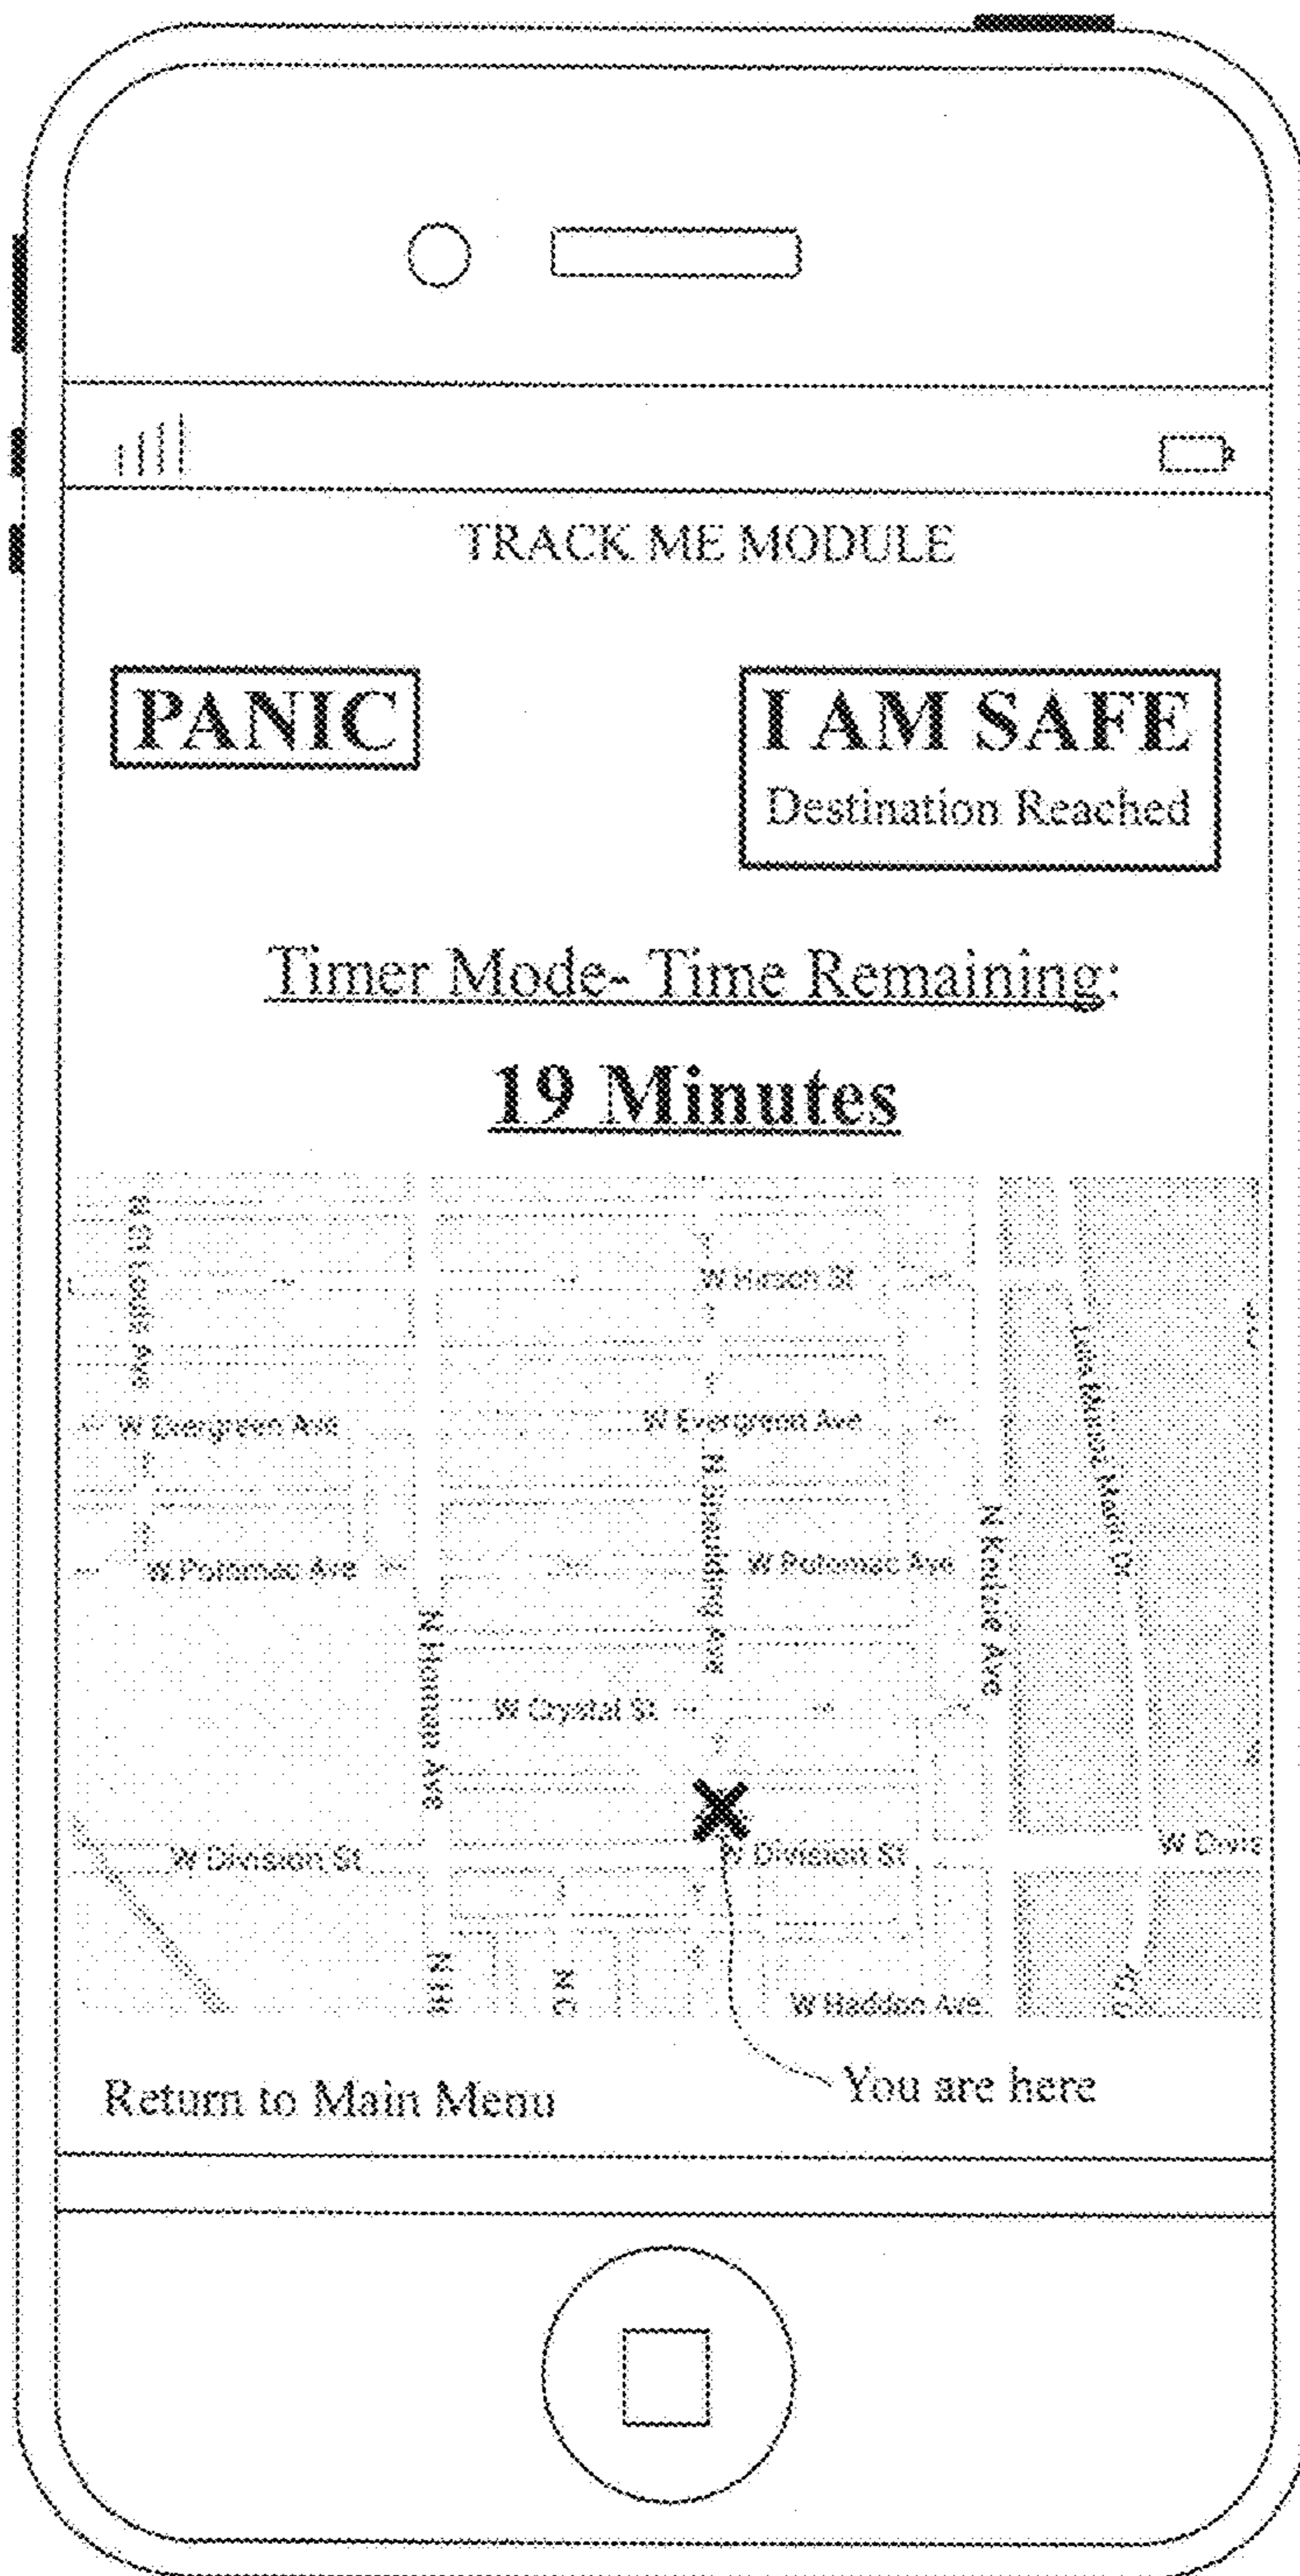 TRACK ME MODULE
PANIC
I AM SAFE
Destination Reached
Timer Mode- Time Remaining:
19 Minutes
W Hirsch St
W Evergreen Ave
W Evergreen Ave
W Potomac Ave
W Potomac Ave
N Kedzie Ave
N Homan Ave
W Crystal St
W Division St
W Division St
W Divis
W Haddon Ave
Return to Main Menu
You are here